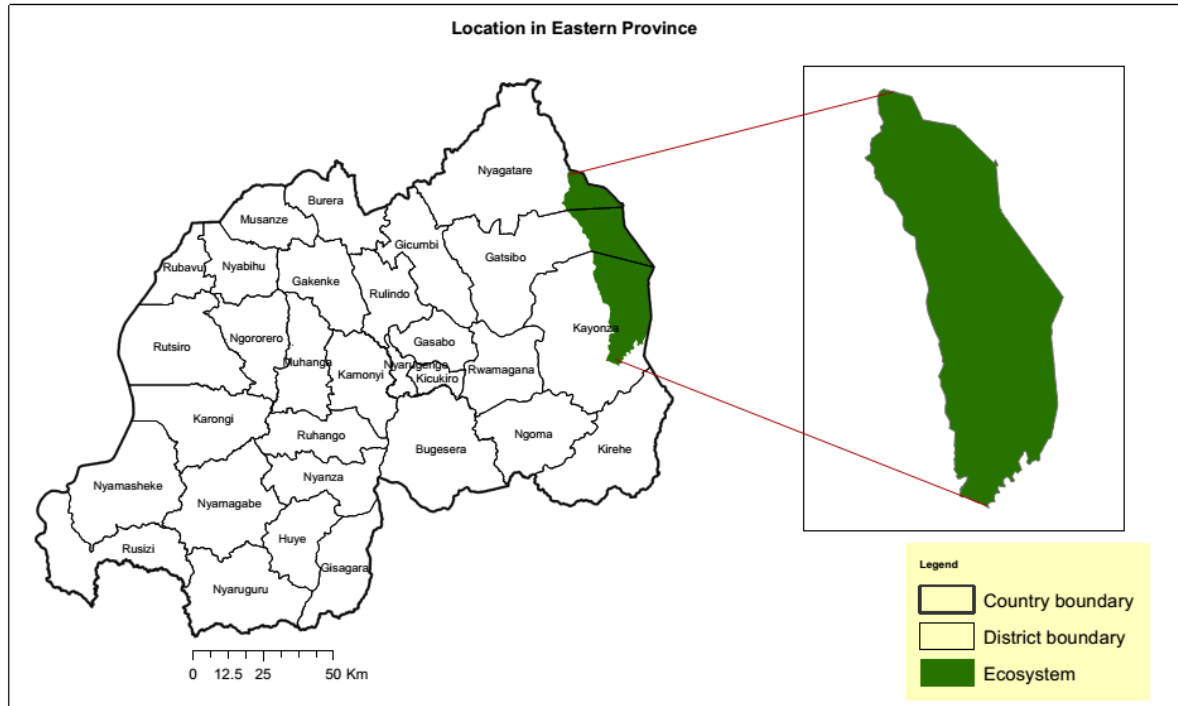 Location in Eastern Province
Nyagatare
Burera
Musanze
Gicumbi
Gatsibo
Rubavu
Nyabihu
Gakenke
Rulindo
Kayonza
Ngororero
Gasabo
Rutsiro
Muhanga
Kamonyi
Nyarugenge
Kicukiro
Rwamagana
Karongi
Ruhango
Ngoma
Bugesera
Kirehe
Nyanza
Nyamasheke
Nyamagabe
Huye
Rusizi
Gisagara
Nyaruguru
0 12.5 25 50 Km
Legend
Country boundary
District boundary
Ecosystem